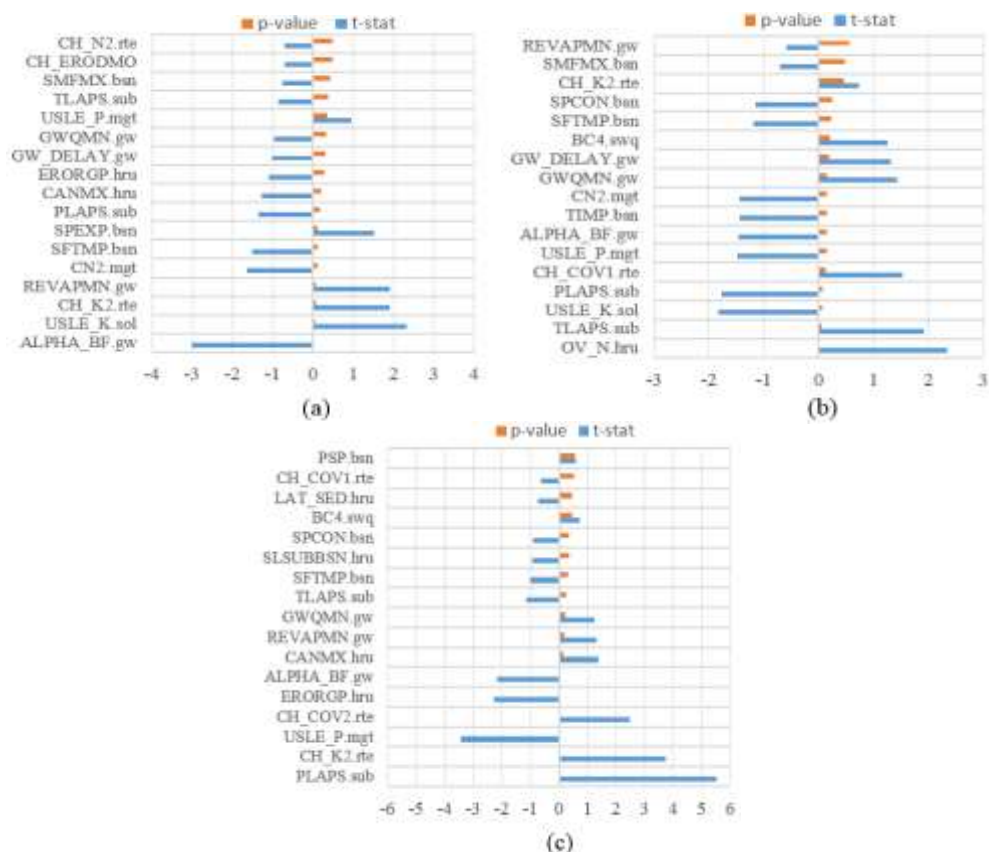 p-value t-stat
CH_N2.rte
CH_ERODMO
SMFMX.bsn
TLAPS.sub
USLE_P.mgt
GWQMN.gw
GW_DELAY.gw
ERORGP.hru
CANMX.hru
PLAPS.sub
SPEXP.bsn
SFTMP.bsn
CN2.mgt
REVAPMN.gw
CH_K2.rte
USLE_K.sol
ALPHA_BF.gw
-4 -3 -2 -1 0 1 2 3 4
(a)
p-value t-stat
REVAPMN.gw
SMFMX.bsn
CH_K2.rte
SPCON.bsn
SFTMP.bsn
BC4.swq
GW_DELAY.gw
GWQMN.gw
CN2.mgt
TIMP.bsn
ALPHA_BF.gw
USLE_P.mgt
CH_COV1.rte
PLAPS.sub
USLE_K.sol
TLAPS.sub
OV_N.hru
-3 -2 -1 0 1 2 3
(b)
p-value t-stat
PSP.bsn
CH_COV1.rte
LAT_SED.hru
BC4.swq
SPCON.bsn
SLSUBBSN.hru
SFTMP.bsn
TLAPS.sub
GWQMN.gw
REVAPMN.gw
CANMX.hru
ALPHA_BF.gw
ERORGP.hru
CH_COV2.rte
USLE_P.mgt
CH_K2.rte
PLAPS.sub
-6 -5 -4 -3 -2 -1 0 1 2 3 4 5 6
(c)